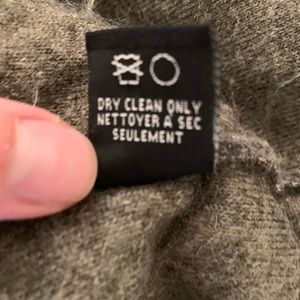 DRY CLEAN ONLY
NETTOYER A SEC
SEULEMENT